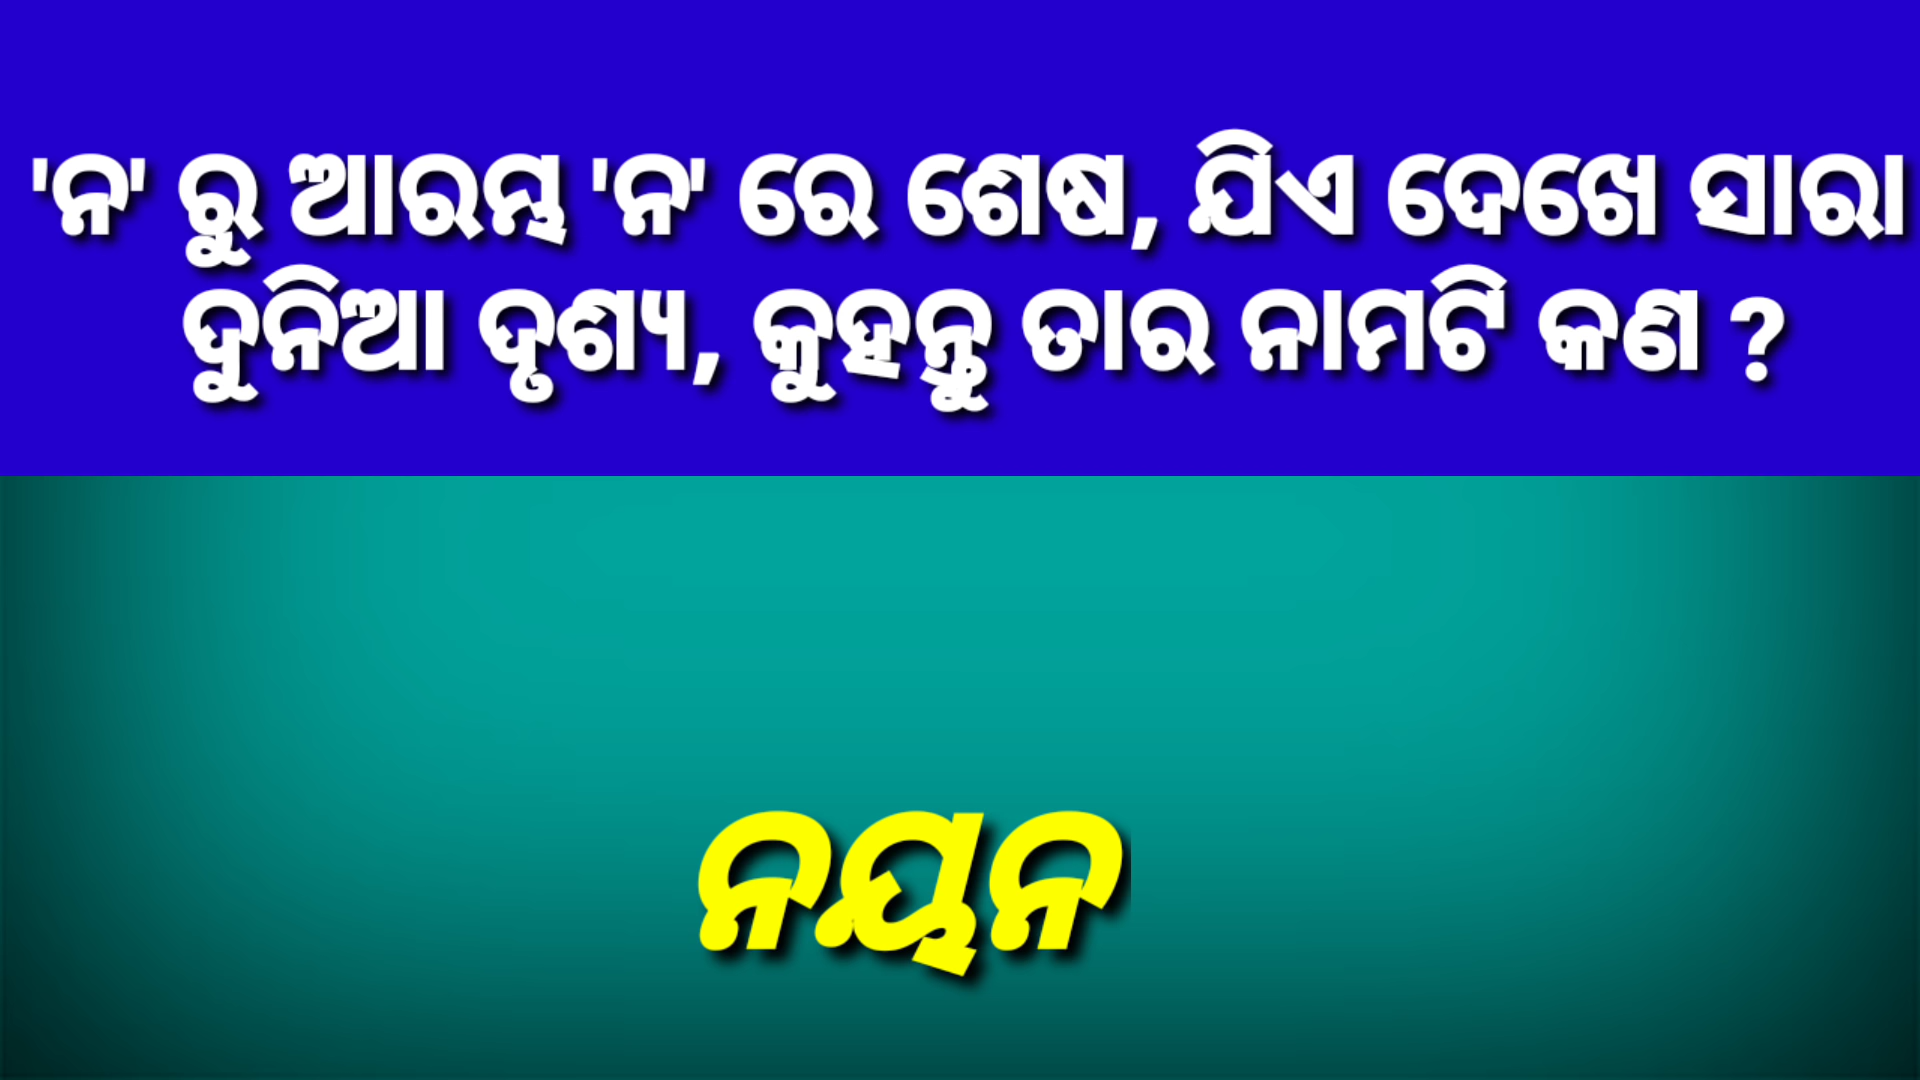 'ନ' ରୁ ଆରମ୍ଭ 'ନ' ରେ ଶେଷ, ଯିଏ ଦେଖେ ସାରା
ଦୁନିଆ ଦୃଶ୍ୟ, କୁହନ୍ତୁ ତାର ନାମଟି କଣ ?
ନୟନ